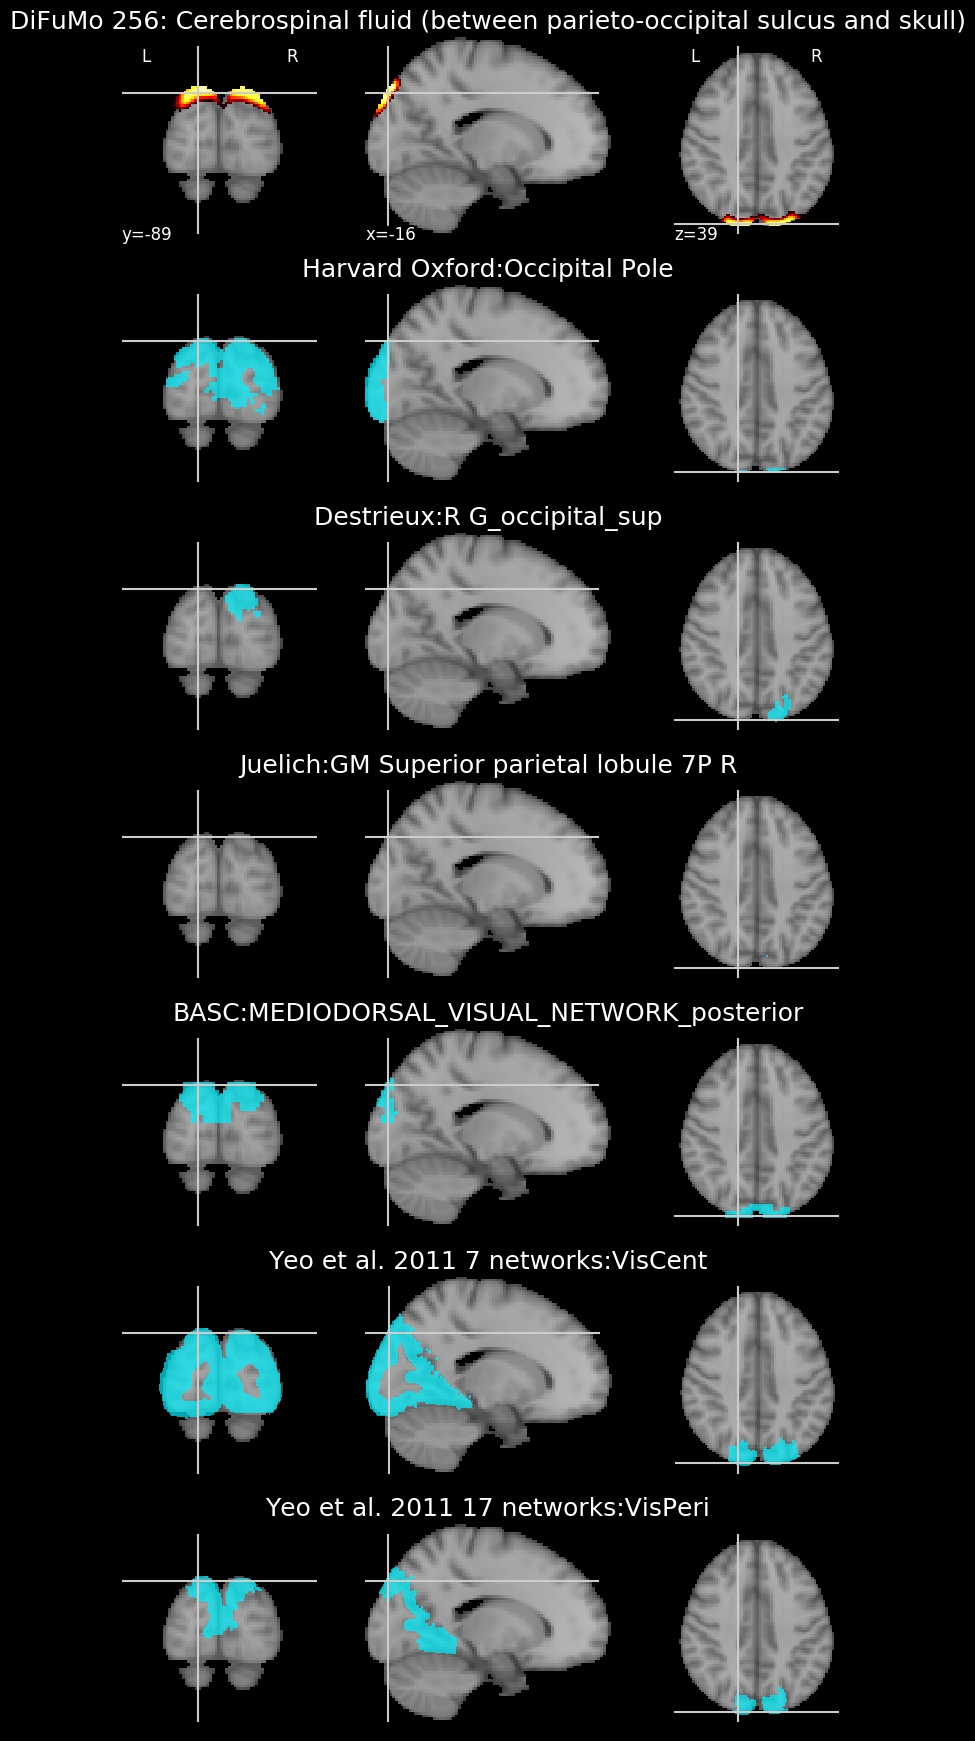 DiFuMo 256: Cerebrospinal fluid (between parieto-occipital sulcus and skull)
L R L R
y=-89 x=-16 z=39
Harvard Oxford:Occipital Pole
Destrieux:R G_occipital_sup
Juelich:GM Superior parietal lobule 7P R
BASC:MEDIODORSAL_VISUAL_NETWORK_posterior
Yeo et al. 2011 7 networks:VisCent
Yeo et al. 2011 17 networks:VisPeri